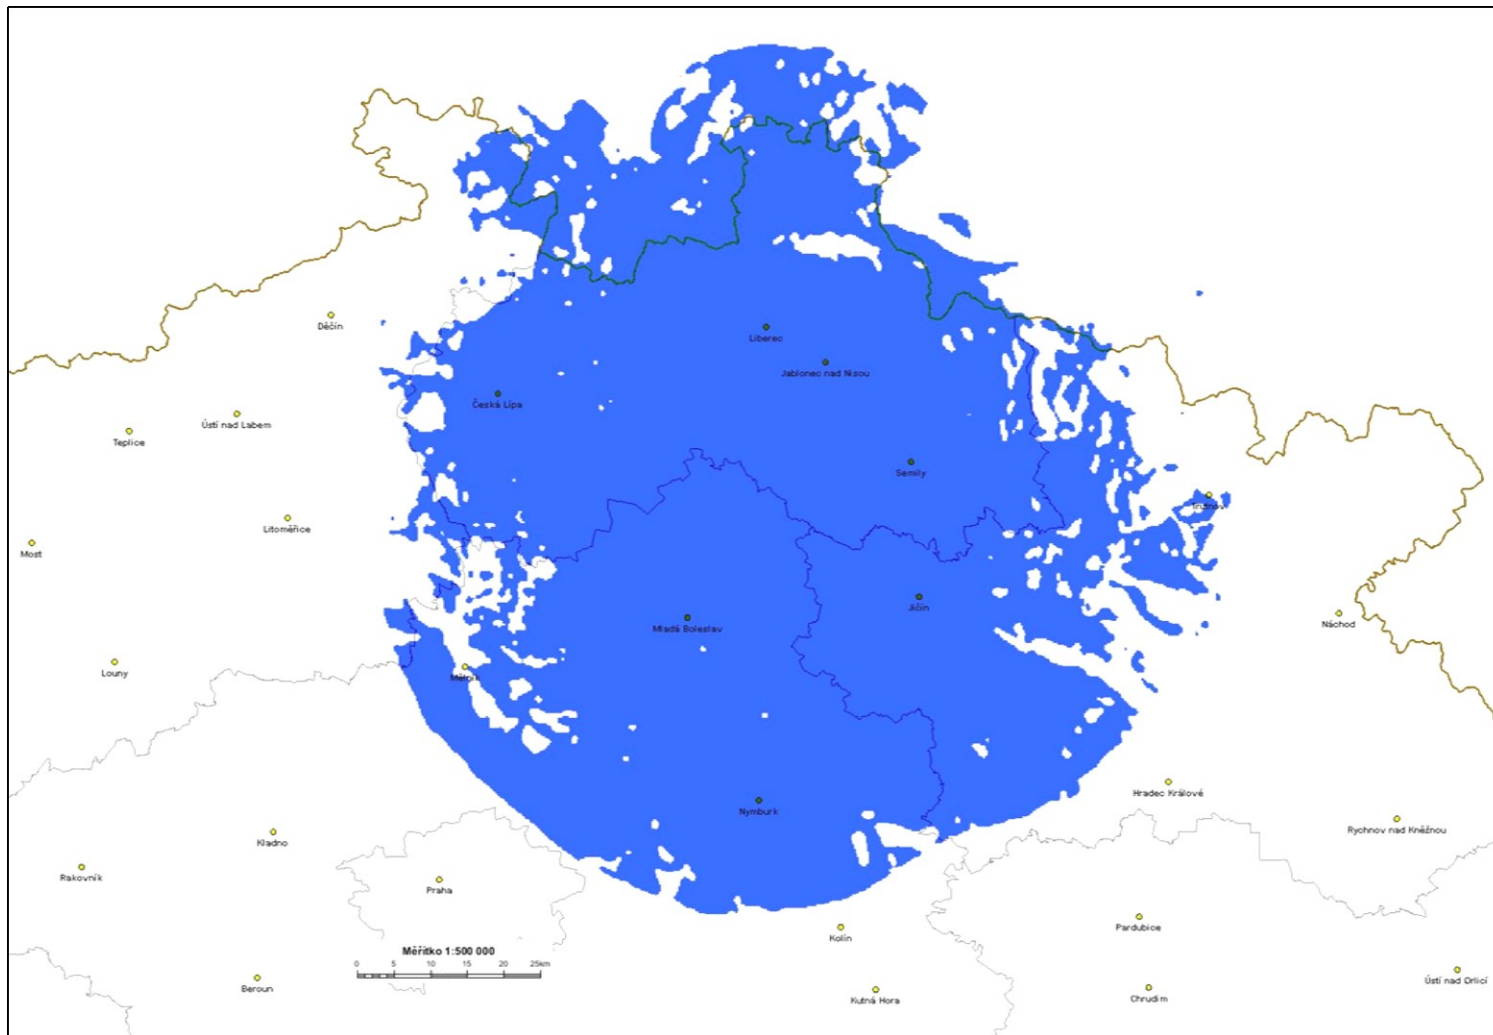 Děčín
Liberec
Jablonec nad Nisou
Česká Lípa
Ústí nad Labem
Teplice
Semily
Trutnov
Litoměřice
Most
Jičín
Náchod
Mladá Boleslav
Louny
Mělník
Hradec Králové
Nymburk
Rychnov nad Kněžnou
Kladno
Rakovník
Praha
Pardubice
Kolín
Měřítko 1:500 000
0 5 10 15 20 25km
Ústí nad Orlicí
Beroun
Kutná Hora
Chrudim